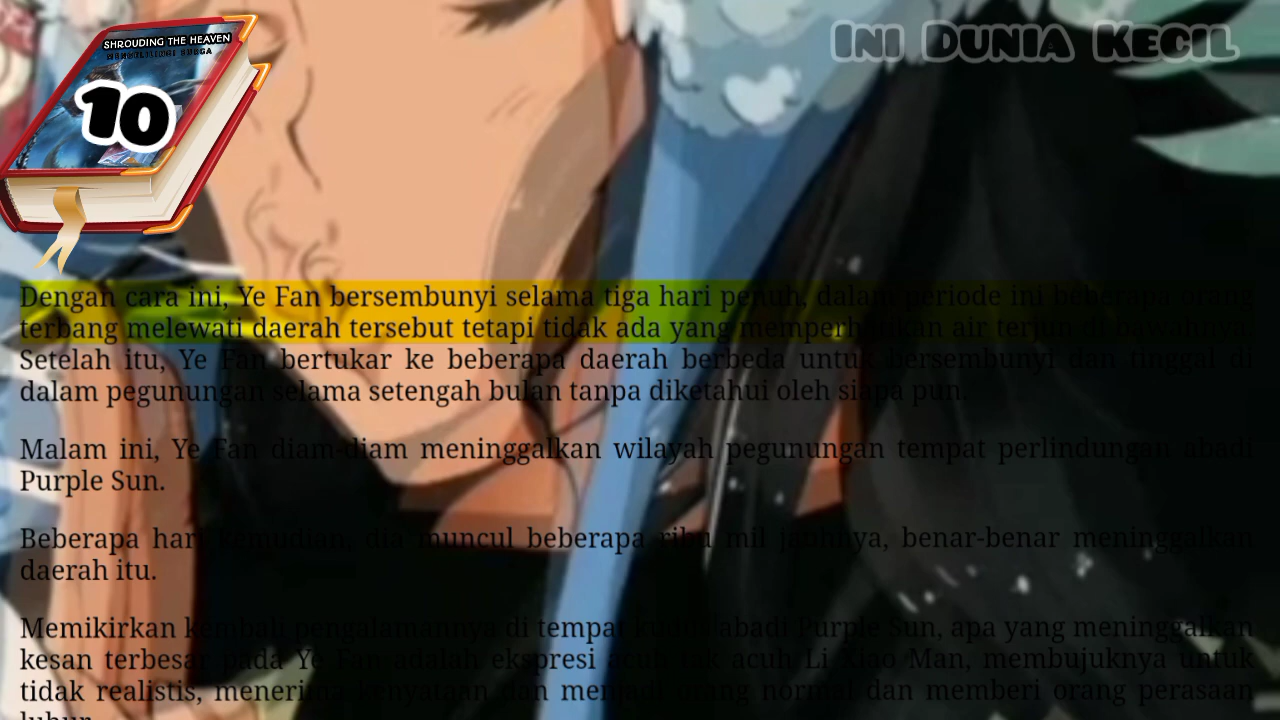 SHROUDING THE HEAVEN
10
INI DUNIA KECIL
Dengan cara ini, Ye Fan bersembunyi selama tiga hari penuh, dalam periode ini beberapa orang
terbang melewati daerah tersebut tetapi tidak ada yang memperhatikan air terjun di bawahnya.
Setelah itu, Ye Fan bertukar ke beberapa daerah berbeda untuk bersembunyi dan tinggal di
dalam pegunungan selama setengah bulan tanpa diketahui oleh siapa pun.
Malam ini, Ye Fan diam-diam meninggalkan wilayah pegunungan tempat perlindungan abadi
Purple Sun.
Beberapa hari kemudian, dia muncul beberapa ribu mil jauhnya, benar-benar meninggalkan
daerah itu.
Memikirkan kembali pengalamannya di tempat kudus abadi Purple Sun, apa yang meninggalkan
kesan terbesar pada Ye Fan adalah ekspresi acuh tak acuh Li Xiao Man, membujuknya untuk
tidak realistis, menerima kenyataan dan menjadi orang normal dan memberi orang perasaan
luhur.